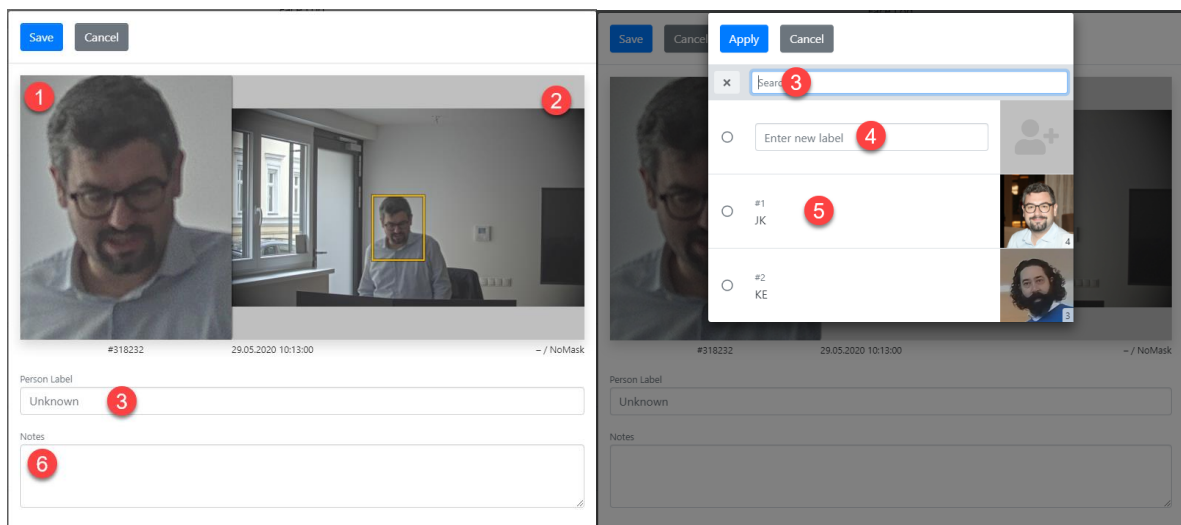 Save Cancel
1
2
#318232 29.05.2020 10:13:00 – / NoMask
Person Label
Unknown 3
Notes
6
Save Cancel
Apply Cancel
× Searc 3
Enter new label 4
#1
JK 5
4
#2
KE
3
#318232 29.05.2020 10:13:00 – / NoMask
Person Label
Unknown
Notes